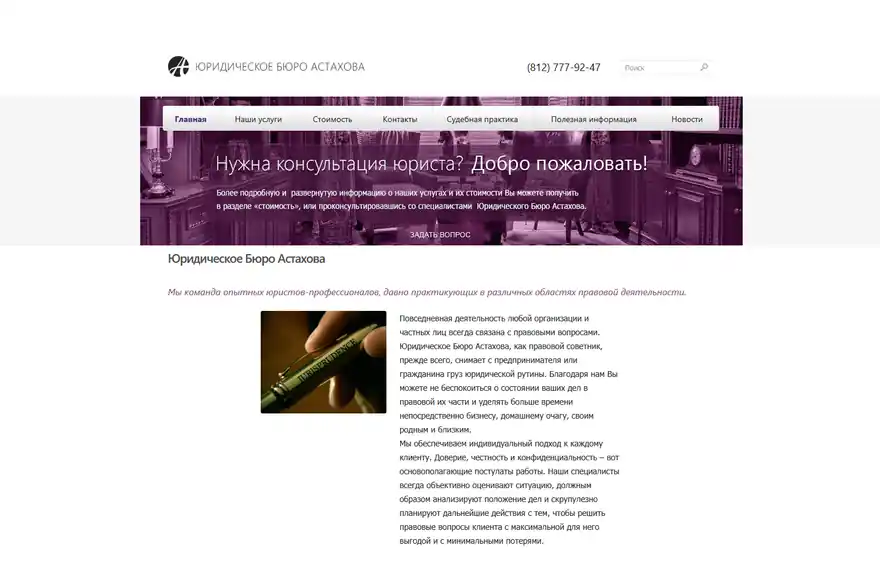 ЮРИДИЧЕСКОЕ БЮРО АСТАХОВА
(812) 777-92-47
Поиск
Главная
Наши услуги
Стоимость
Контакты
Судебная практика
Полезная информация
Новости
Нужна консультация юриста? Добро пожаловать!
Более подробную и развернутую информацию о наших услугах и их стоимости Вы можете получить
в разделе «стоимость», или проконсультировавшись со специалистами Юридического Бюро Астахова.
ЗАДАТЬ ВОПРОС
Юридическое Бюро Астахова
Мы команда опытных юристов-профессионалов, давно практикующих в различных областях правовой деятельности.
JURISPRUDENCE
Повседневная деятельность любой организации и
частных лиц всегда связана с правовыми вопросами.
Юридическое Бюро Астахова, как правовой советник,
прежде всего, снимает с предпринимателя или
гражданина груз юридической рутины. Благодаря нам Вы
можете не беспокоиться о состоянии ваших дел в
правовой их части и уделять больше времени
непосредственно бизнесу, домашнему очагу, своим
родным и близким.
Мы обеспечиваем индивидуальный подход к каждому
клиенту. Доверие, честность и конфиденциальность – вот
основополагающие постулаты работы. Наши специалисты
всегда объективно оценивают ситуацию, должным
образом анализируют положение дел и скрупулезно
планируют дальнейшие действия с тем, чтобы решить
правовые вопросы клиента с максимальной для него
выгодой и с минимальными потерями.